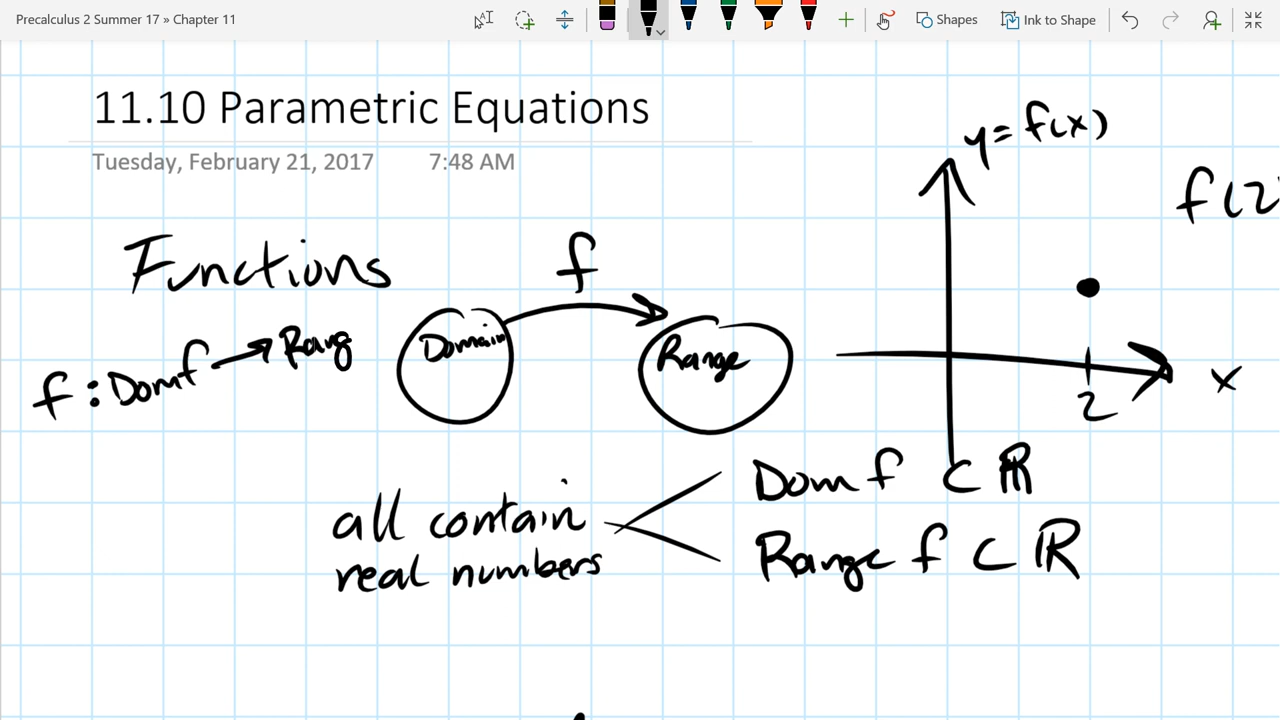 Precalculus 2 Summer 17 » Chapter 11
Shapes
Ink to Shape
11.10 Parametric Equations
Tuesday, February 21, 2017 7:48 AM
y = f(x)
f(2
Functions
f
Domain
Range
f : Dom f → Rang
x
2
all contain
real numbers
Dom f ⊂ ℝ
Range f ⊂ ℝ